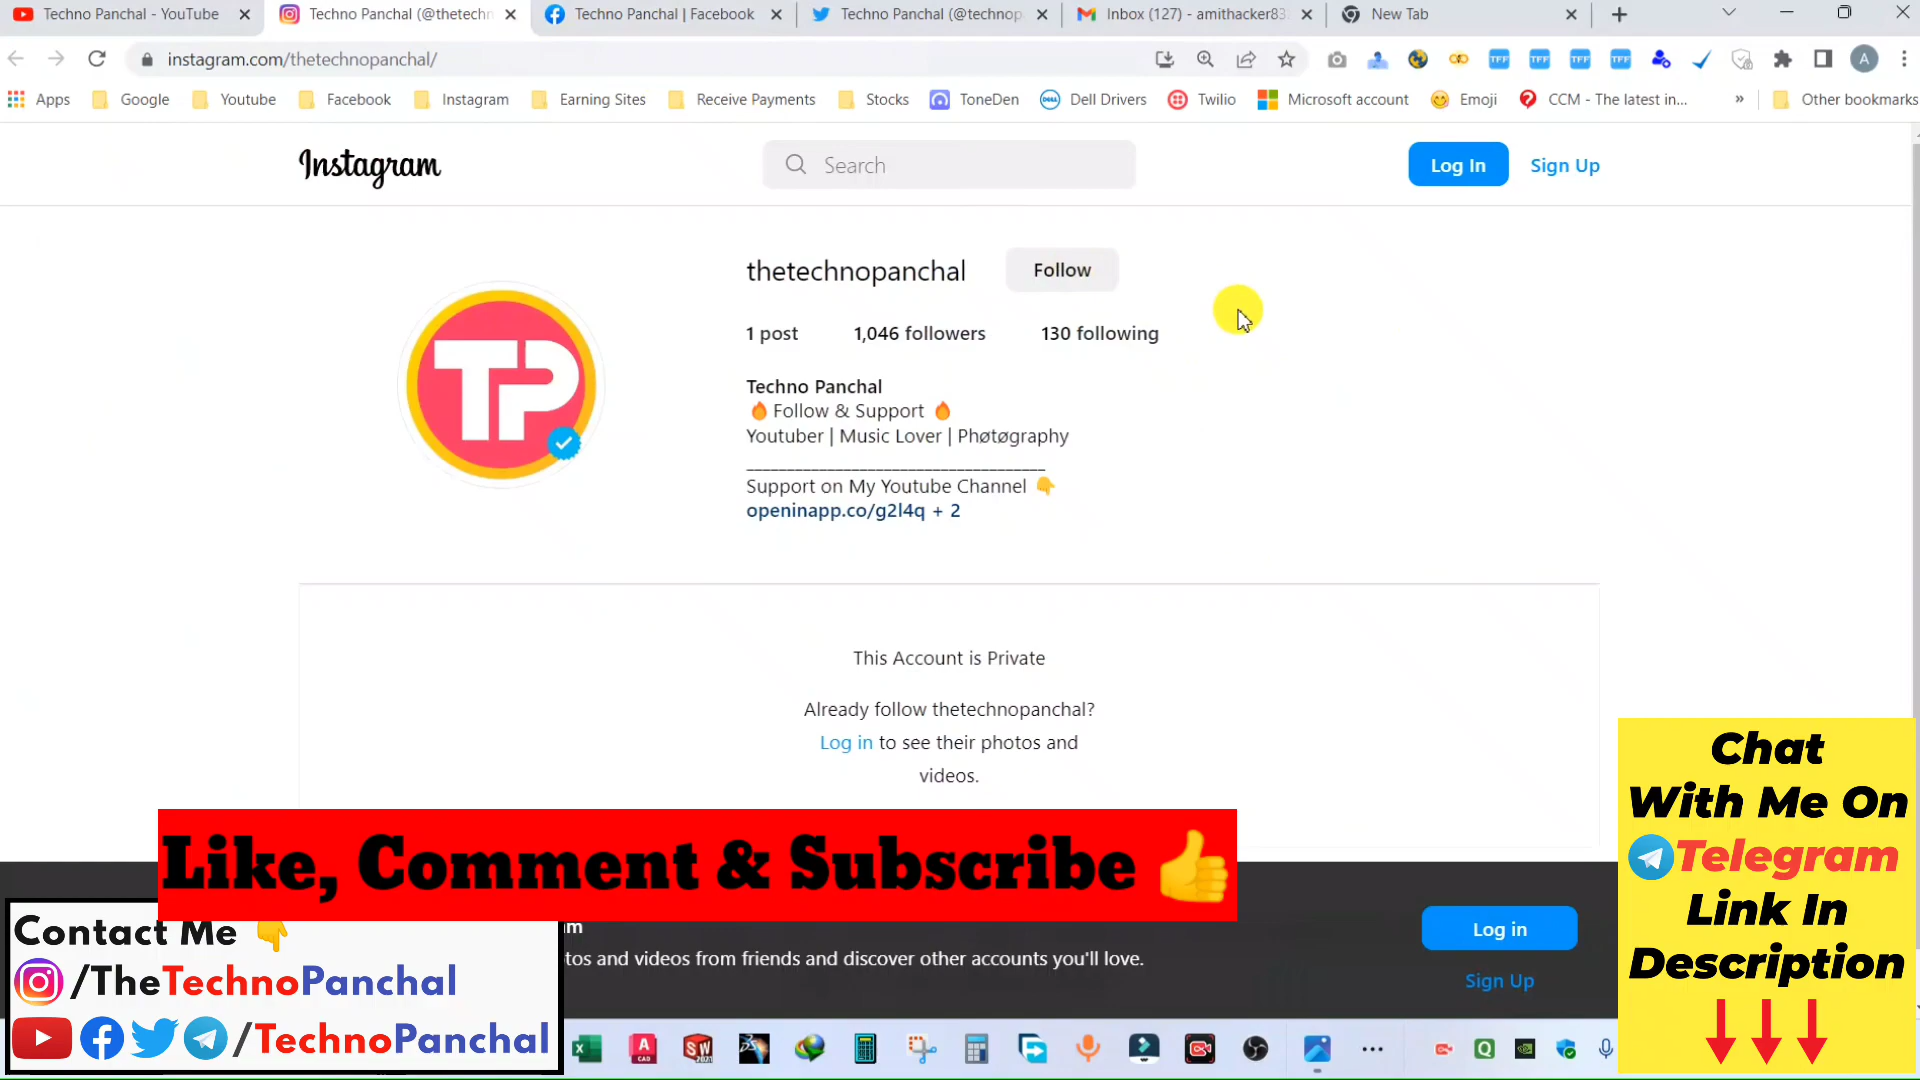 Techno Panchal - YouTube
Techno Panchal (@thetechn
Techno Panchal | Facebook
Techno Panchal (@technop
Inbox (127) - amithacker83
New Tab
instagram.com/thetechnopanchal/
A
Apps
Google
Youtube
Facebook
Instagram
Earning Sites
Receive Payments
Stocks
ToneDen
Dell Drivers
Twilio
Microsoft account
Emoji
CCM - The latest in...
»
Other bookmarks
Instagram
Search
Log In
Sign Up
thetechnopanchal
Follow
1 post
1,046 followers
130 following
TP
Techno Panchal
🔥 Follow & Support 🔥
Youtuber | Music Lover | Phøtøgraphy
_____________________________________
Support on My Youtube Channel 👇
openinapp.co/g2l4q + 2
This Account is Private
Already follow thetechnopanchal?
Log in to see their photos and
videos.
Like, Comment & Subscribe 👍
Contact Me 👇
/TheTechnoPanchal
/TechnoPanchal
tos and videos from friends and discover other accounts you'll love.
Log in
Sign Up
Chat
With Me On
Telegram
Link In
Description